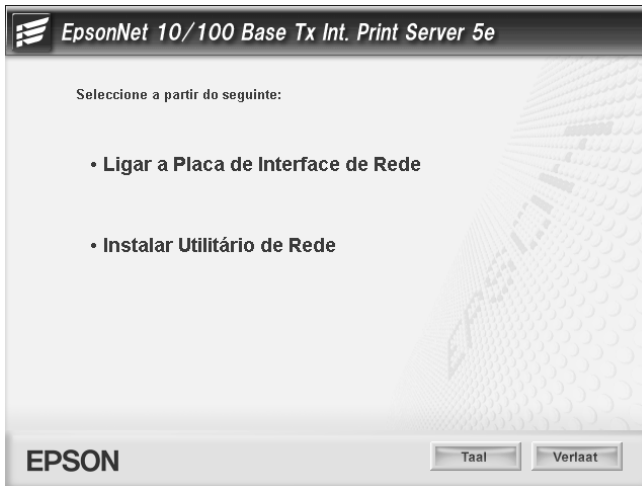 EpsonNet 10/100 Base Tx Int. Print Server 5e
Seleccione a partir do seguinte:
• Ligar a Placa de Interface de Rede
• Instalar Utilitário de Rede
EPSON
EPSON
Taal
Verlaat